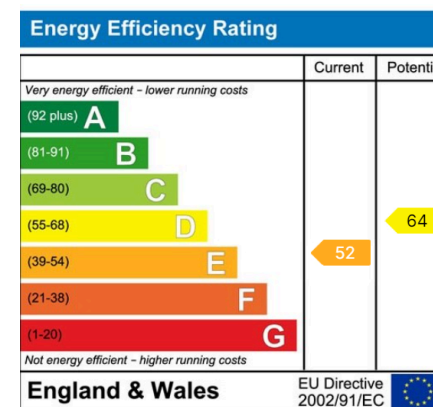 Energy Efficiency Rating
Current Potenti
Very energy efficient – lower running costs
(92 plus) A
(81-91) B
(69-80) C
(55-68) D
64
(39-54) E
52
(21-38) F
(1-20) G
Not energy efficient – higher running costs
England & Wales
EU Directive
2002/91/EC